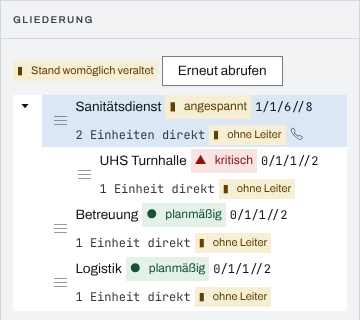 GLIEDERUNG
Stand womöglich veraltet Erneut abrufen
Sanitätsdienst angespannt 1/1/6//8
2 Einheiten direkt ohne Leiter
UHS Turnhalle kritisch 0/1/1//2
1 Einheit direkt ohne Leiter
Betreuung planmäßig 0/1/1//2
1 Einheit direkt ohne Leiter
Logistik planmäßig 0/1/1//2
1 Einheit direkt ohne Leiter